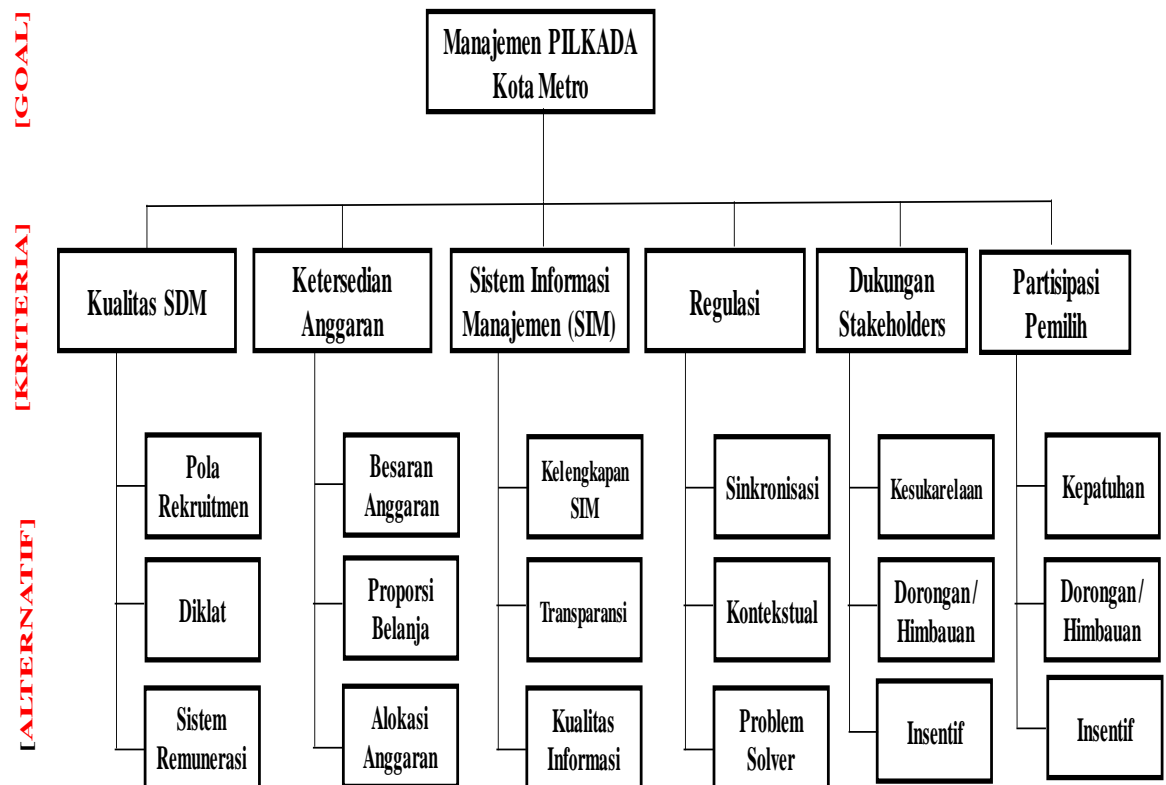 [GOAL]
Manajemen PILKADA
Kota Metro
[KRITERIA]
Kualitas SDM
Ketersedian
Anggaran
Sistem Informasi
Manajemen (SIM)
Regulasi
Dukungan
Stakeholders
Partisipasi
Pemilih
[ALTERNATIF]
Pola
Rekruitmen
Besaran
Anggaran
Kelengkapan
SIM
Sinkronisasi
Kesukarelaan
Kepatuhan
Diklat
Proporsi
Belanja
Transparansi
Kontekstual
Dorongan/
Himbauan
Dorongan/
Himbauan
Sistem
Remunerasi
Alokasi
Anggaran
Kualitas
Informasi
Problem
Solver
Insentif
Insentif